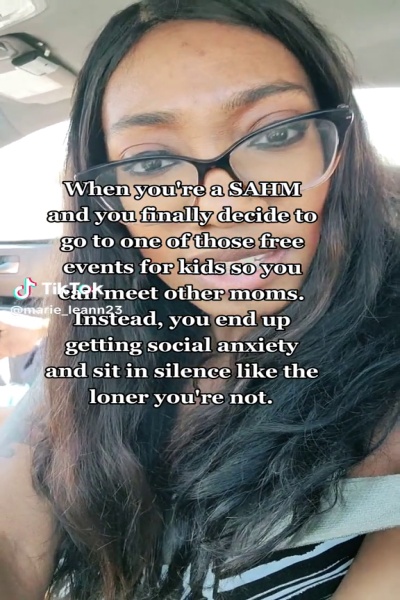 When you're a SAHM
and you finally decide to
go to one of those free
events for kids so you
can meet other moms.
Instead, you end up
getting social anxiety
and sit in silence like the
loner you're not.
TikTok
@marie_leann23